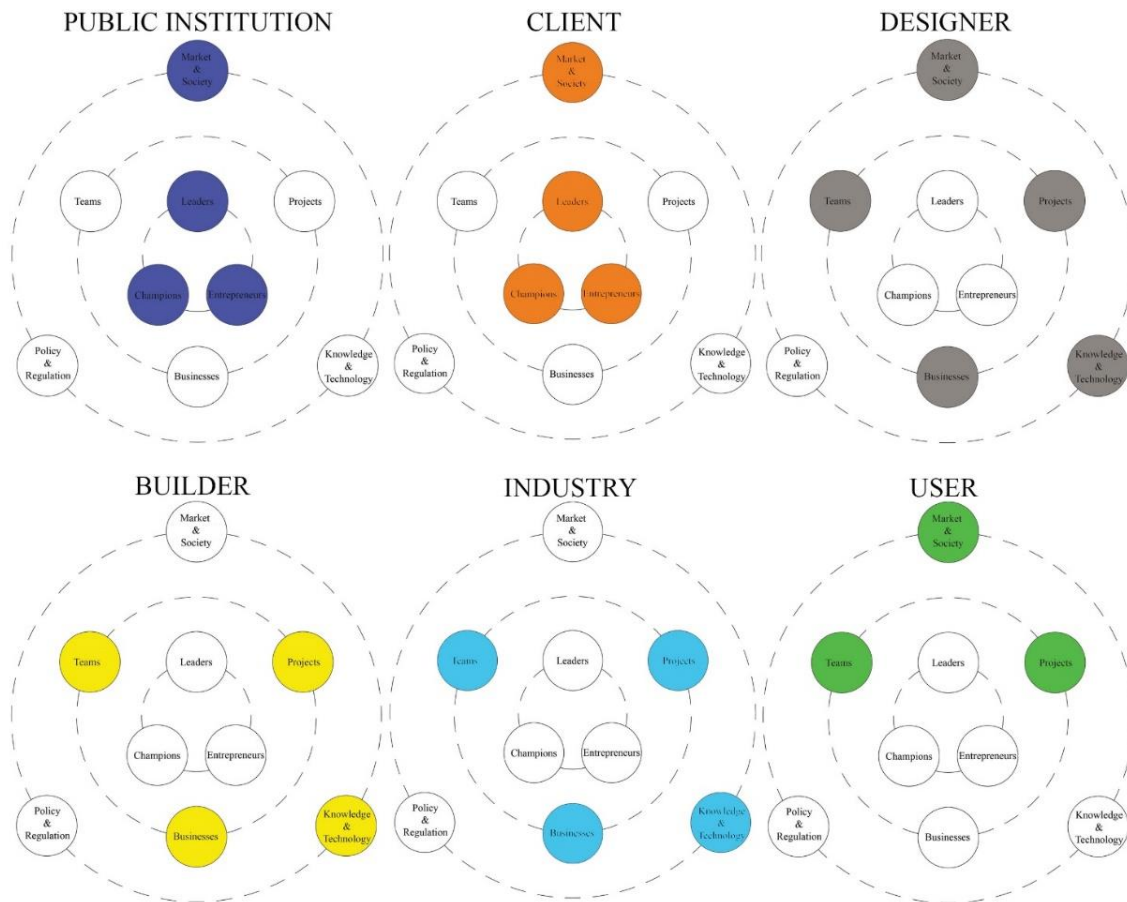 PUBLIC INSTITUTION
Market
&
Society
Teams
Leaders
Projects
Champions
Entrepreneurs
Policy
&
Regulation
Businesses
Knowledge
&
Technology
CLIENT
Market
&
Society
Teams
Leaders
Projects
Champions
Entrepreneurs
Policy
&
Regulation
Businesses
Knowledge
&
Technology
DESIGNER
Market
&
Society
Teams
Leaders
Projects
Champions
Entrepreneurs
Policy
&
Regulation
Businesses
Knowledge
&
Technology
BUILDER
Market
&
Society
Teams
Leaders
Projects
Champions
Entrepreneurs
Policy
&
Regulation
Businesses
Knowledge
&
Technology
INDUSTRY
Market
&
Society
Teams
Leaders
Projects
Champions
Entrepreneurs
Policy
&
Regulation
Businesses
Knowledge
&
Technology
USER
Market
&
Society
Teams
Leaders
Projects
Champions
Entrepreneurs
Policy
&
Regulation
Businesses
Knowledge
&
Technology